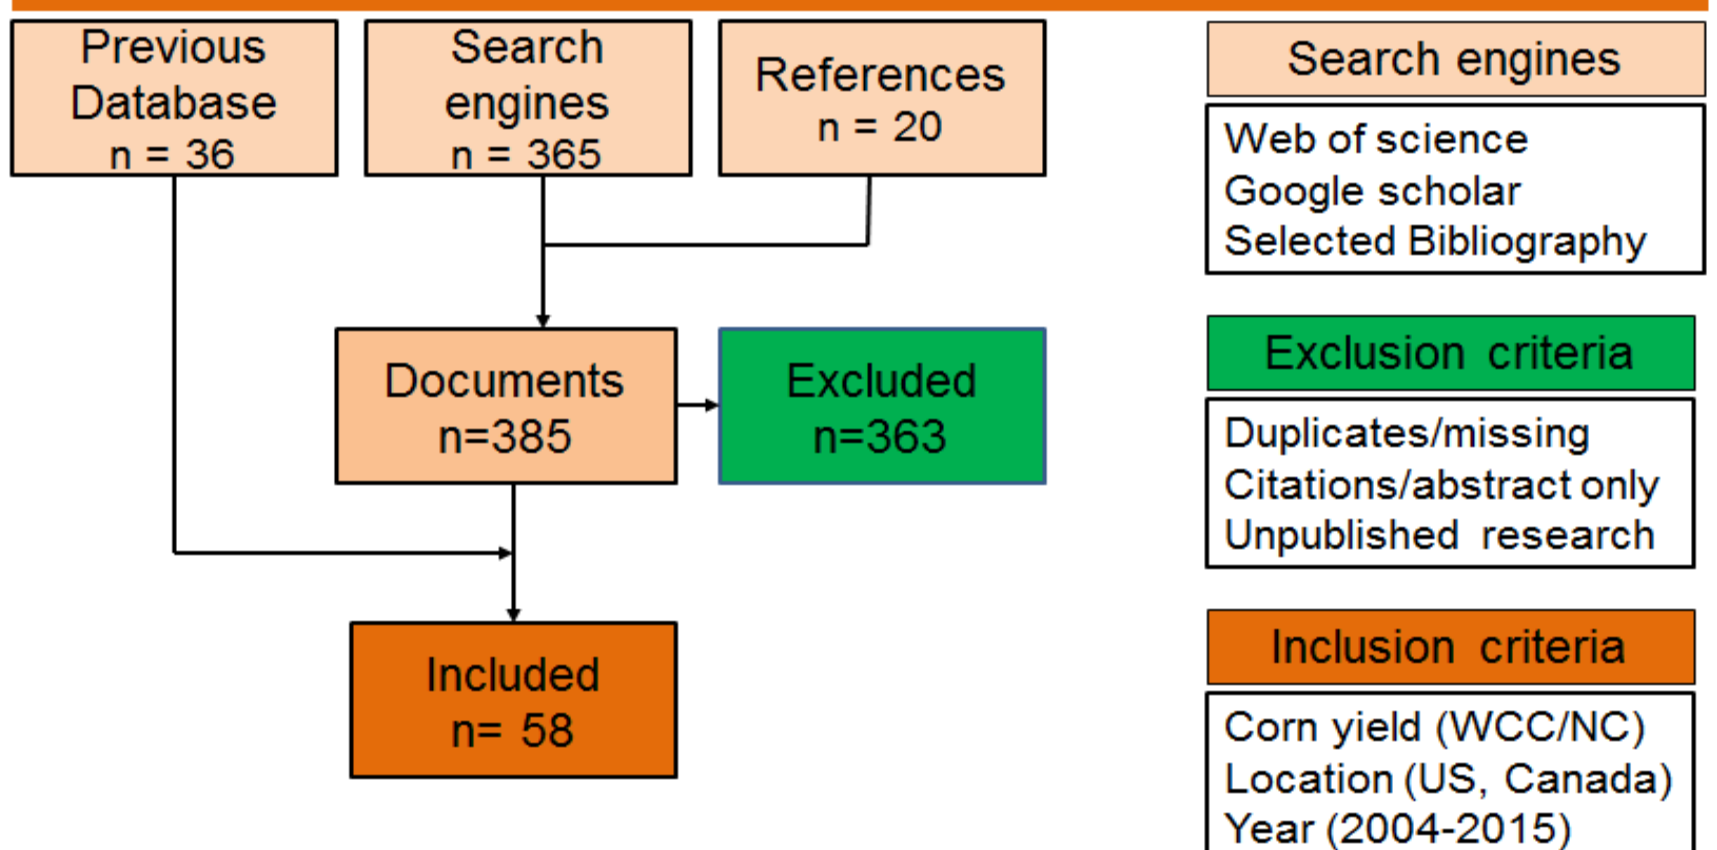 Previous
Database
n = 36
Search
engines
n = 365
References
n = 20
Documents
n=385
Excluded
n=363
Included
n= 58
Search engines
Web of science
Google scholar
Selected Bibliography
Exclusion criteria
Duplicates/missing
Citations/abstract only
Unpublished research
Inclusion criteria
Corn yield (WCC/NC)
Location (US, Canada)
Year (2004-2015)